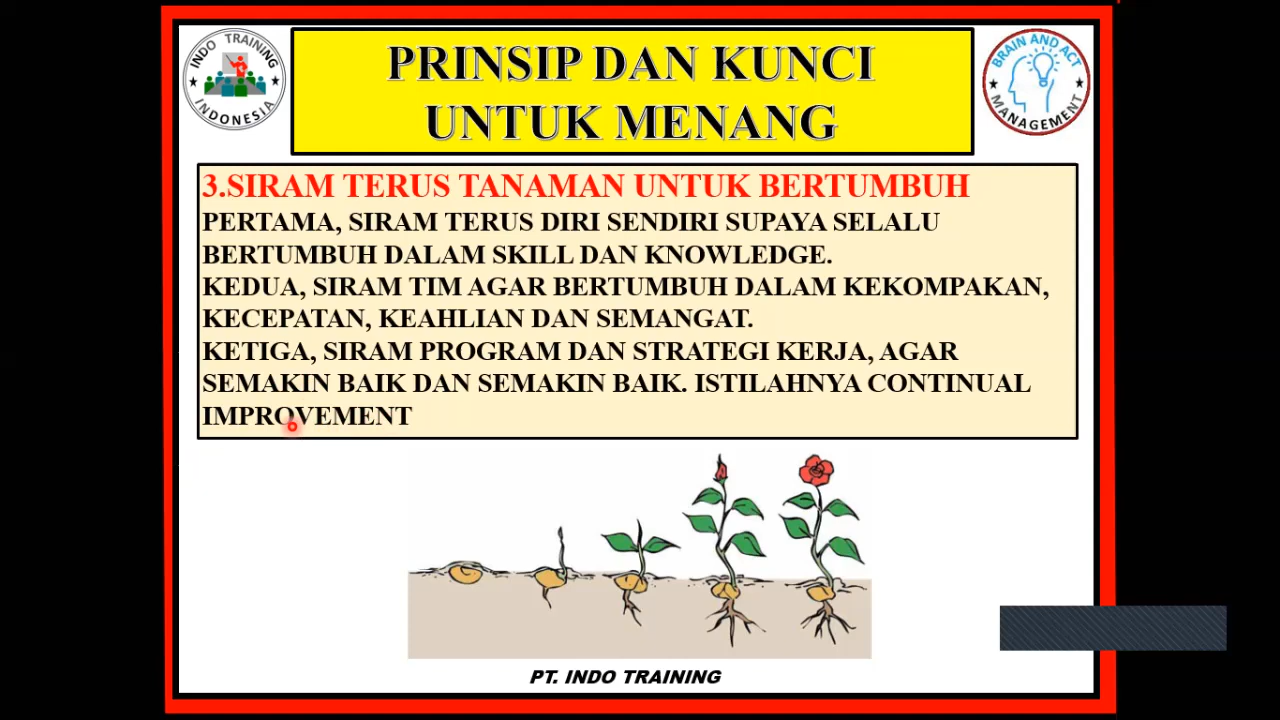 INDO TRAINING
INDONESIA
PRINSIP DAN KUNCI
UNTUK MENANG
BRAIN AND ACT
MANAGEMENT
3.SIRAM TERUS TANAMAN UNTUK BERTUMBUH
PERTAMA, SIRAM TERUS DIRI SENDIRI SUPAYA SELALU
BERTUMBUH DALAM SKILL DAN KNOWLEDGE.
KEDUA, SIRAM TIM AGAR BERTUMBUH DALAM KEKOMPAKAN,
KECEPATAN, KEAHLIAN DAN SEMANGAT.
KETIGA, SIRAM PROGRAM DAN STRATEGI KERJA, AGAR
SEMAKIN BAIK DAN SEMAKIN BAIK. ISTILAHNYA CONTINUAL
IMPROVEMENT
PT. INDO TRAINING